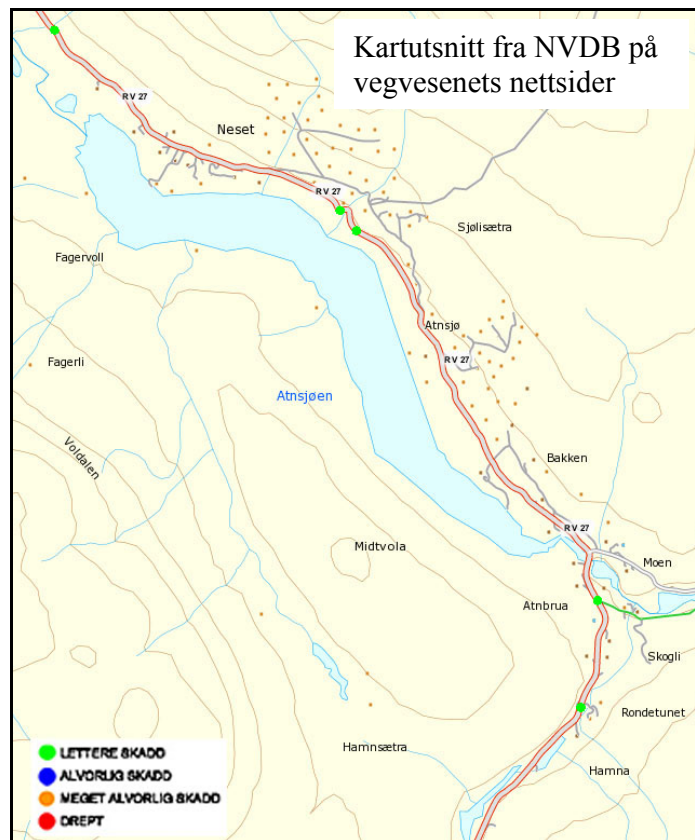 Kartutsnitt fra NVDB på
vegvesenets nettsider
RV 27
Neset
RV 27
Sjølisætra
Fagervoll
Atnsjø
RV 27
Fagerli
Atnsjøen
Voldalen
Bakken
RV 27
Midtvola
Moen
Atnbrua
Skogli
Rondetunet
Hamnsætra
Hamna
LETTERE SKADD
ALVORLIG SKADD
MEGET ALVORLIG SKADD
DREPT